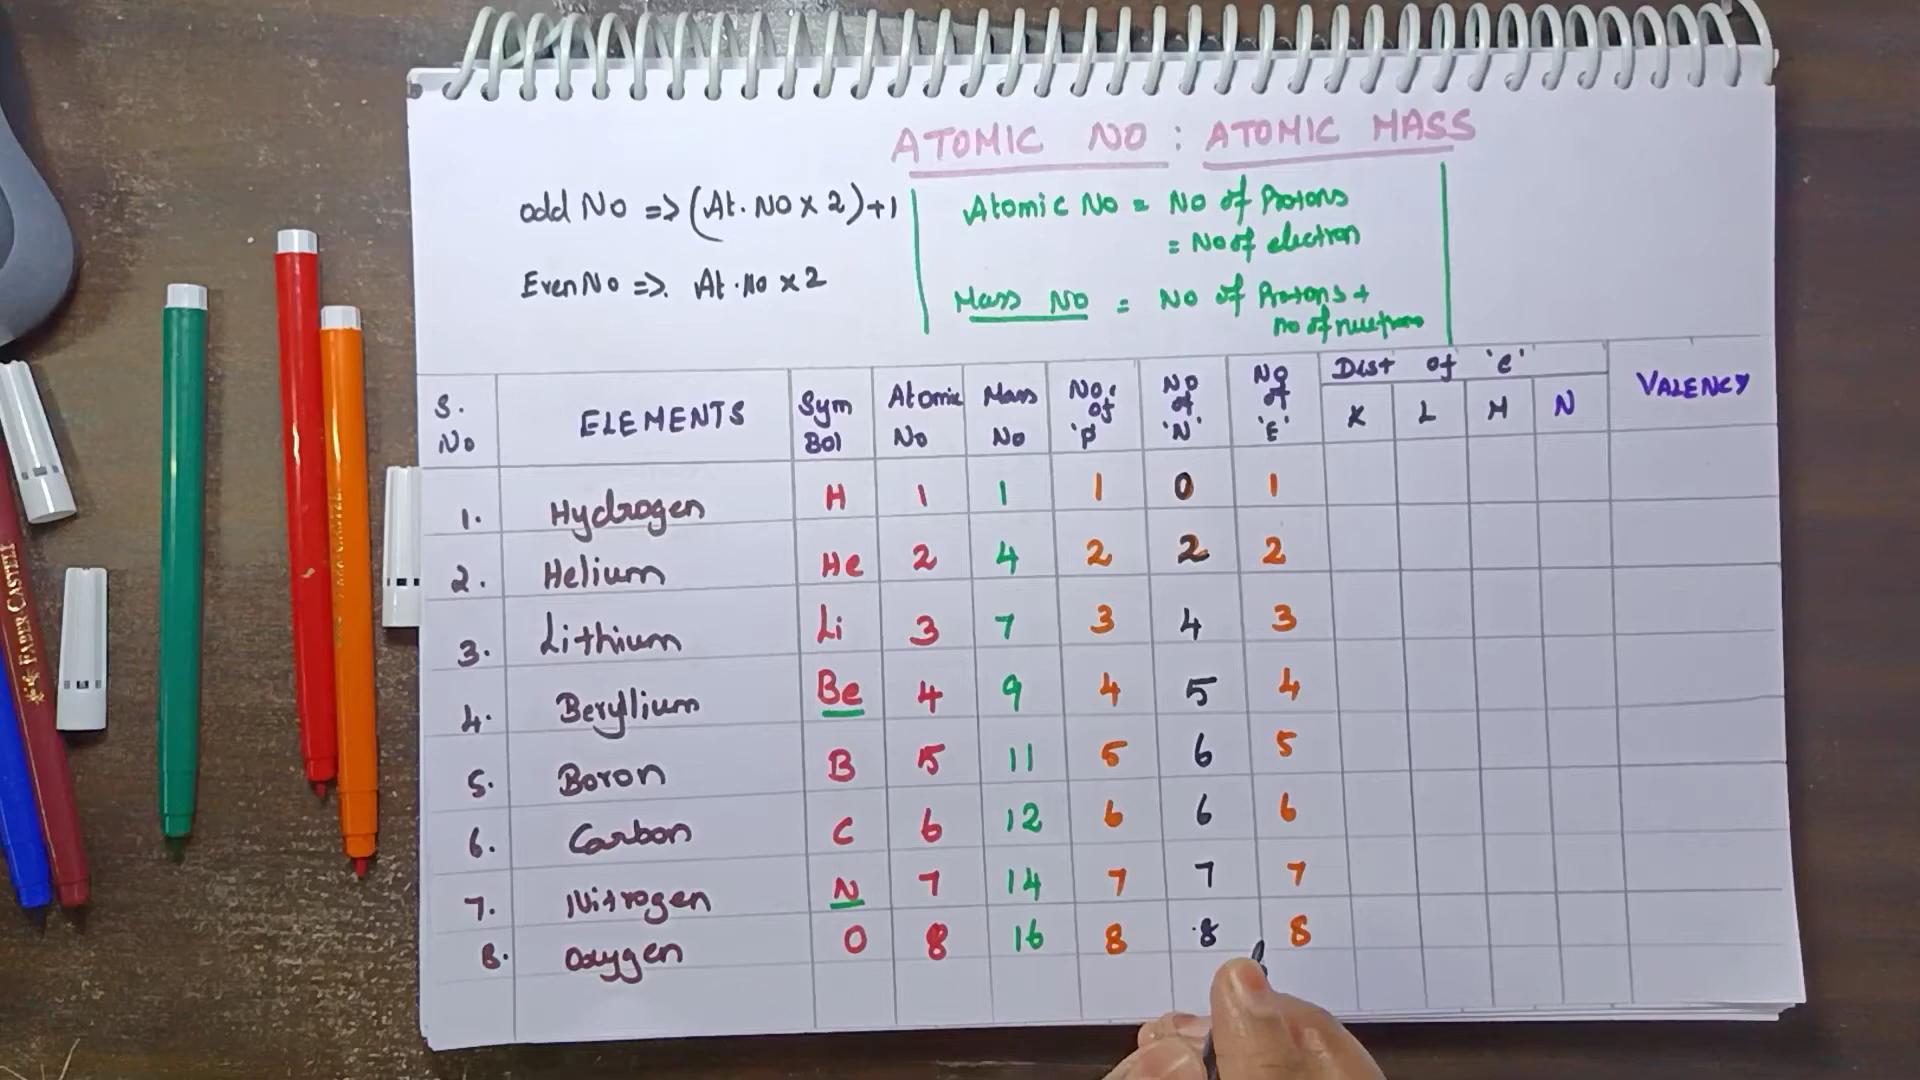 ATOMIC NO : ATOMIC MASS
odd No => (At. No x 2)+1
Even No => At. No x 2
Atomic No = No of Protons
= No of electron
Mass No = No of Protons +
no of neutrons
S. No ELEMENTS Sym Bol Atomic No Mass No No. of 'P' No of 'N' No of 'E' Dist of 'e' VALENCY
K L M N
1. Hydrogen H 1 1 1 0 1
2. Helium He 2 4 2 2 2
3. Lithium Li 3 7 3 4 3
4. Beryllium Be 4 9 4 5 4
5. Boron B 5 11 5 6 5
6. Carbon C 6 12 6 6 6
7. Nitrogen N 7 14 7 7 7
8. Oxygen O 8 16 8 8 8
FABER CASTELL